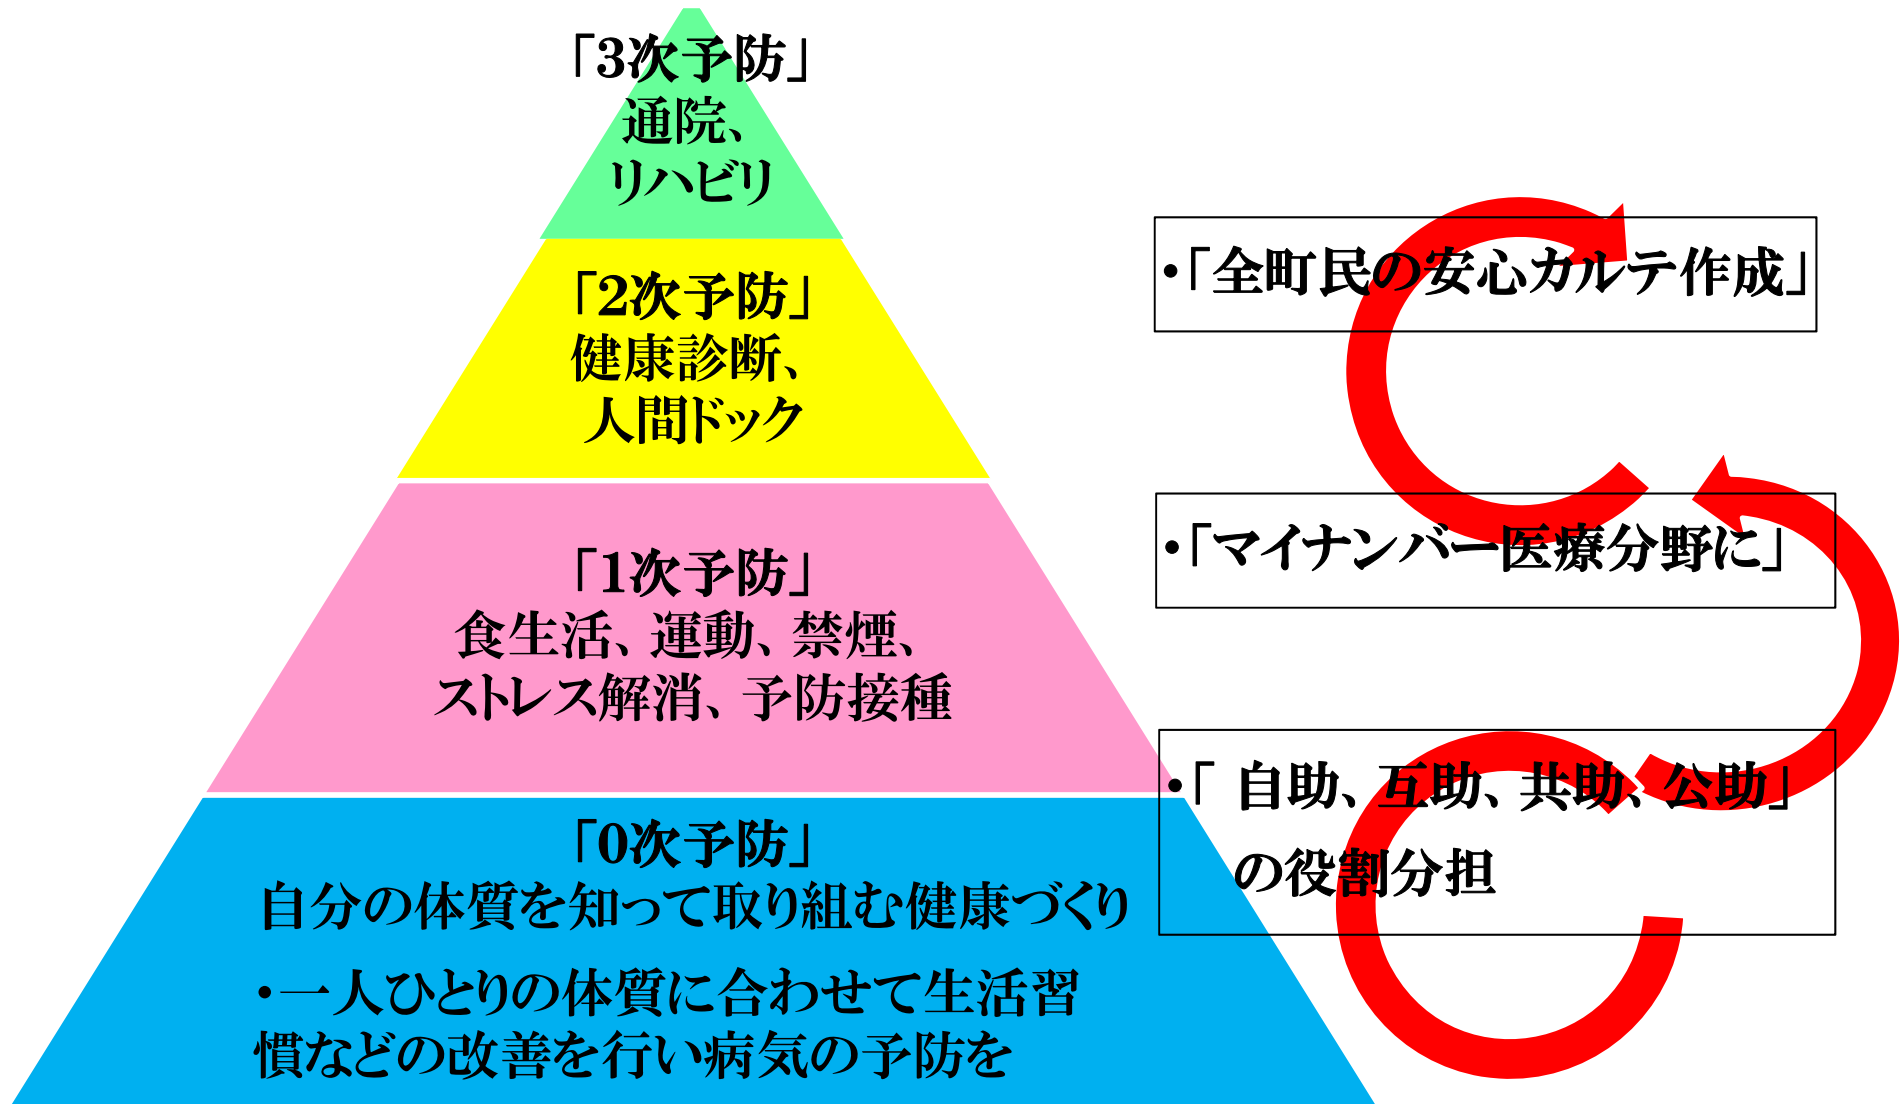 「3次予防」
通院、
リハビリ
「2次予防」
健康診断、
人間ドック
「1次予防」
食生活、運動、禁煙、
ストレス解消、予防接種
「0次予防」
自分の体質を知って取り組む健康づくり
・一人ひとりの体質に合わせて生活習
慣などの改善を行い病気の予防を
・「全町民の安心カルテ作成」
・「マイナンバー医療分野に」
・「 自助、互助、共助、公助」
の役割分担